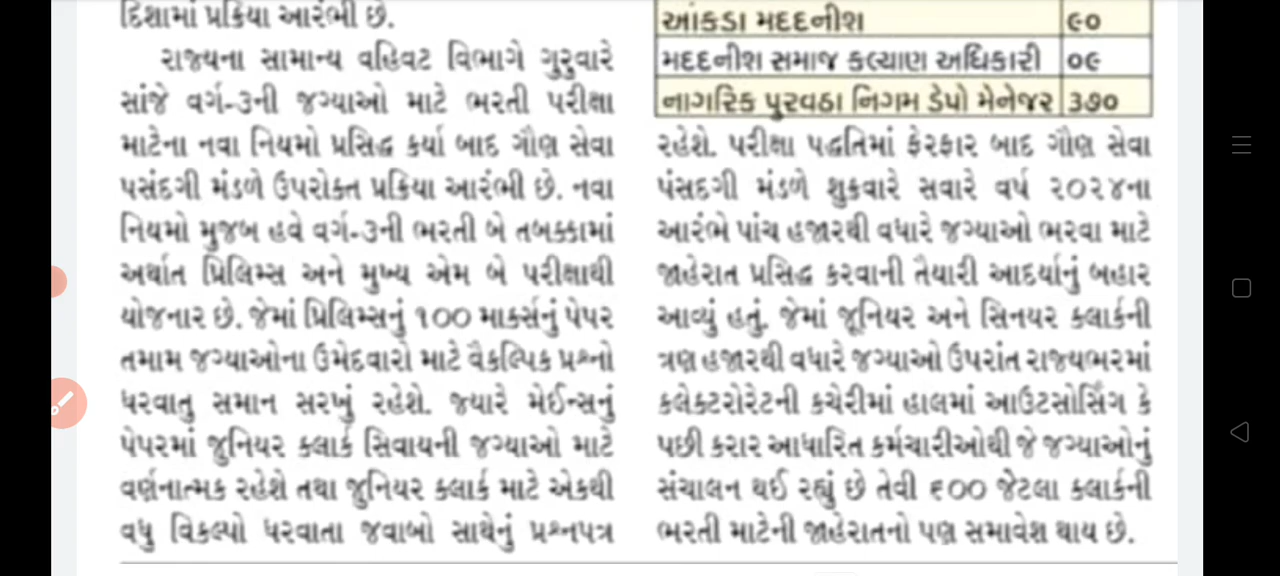 દિશામાં પ્રક્રિયા આરંભી છે.
રાજ્યના સામાન્ય વહિવટ વિભાગે ગુરુવારે
સાંજે વર્ગ-૩ની જગ્યાઓ માટે ભરતી પરીક્ષા
માટેના નવા નિયમો પ્રસિદ્ધ કર્યા બાદ ગૌણ સેવા
પસંદગી મંડળે ઉપરોક્ત પ્રક્રિયા આરંભી છે. નવા
નિયમો મુજબ હવે વર્ગ-૩ની ભરતી બે તબક્કામાં
અર્થાત પ્રિલિમ્સ અને મુખ્ય એમ બે પરીક્ષાથી
યોજનાર છે. જેમાં પ્રિલિમ્સનું ૧૦૦ માર્ક્સનું પેપર
તમામ જગ્યાઓના ઉમેદવારો માટે વૈકલ્પિક પ્રશ્નો
ધરવાતુ સમાન સરખું રહેશે. જ્યારે મેઈન્સનું
પેપરમાં જુનિયર ક્લાર્ક સિવાયની જગ્યાઓ માટે
વર્ણનાત્મક રહેશે તથા જુનિયર ક્લાર્ક માટે એકથી
વધુ વિકલ્પો ધરવાતા જવાબો સાથેનું પ્રશ્નપત્ર
આંકડા મદદનીશ ૯૦
મદદનીશ સમાજ કલ્યાણ અધિકારી ૦૯
નાગરિક પુરવઠા નિગમ ડેપો મેનેજર ૩૭૦
રહેશે. પરીક્ષા પદ્ધતિમાં ફેરફાર બાદ ગૌણ સેવા
પંસદગી મંડળે શુકવારે સવારે વર્ષ ૨૦૨૪ના
આરંભે પાંચ હજારથી વધારે જગ્યાઓ ભરવા માટે
જાહેરાત પ્રસિદ્ધ કરવાની તૈયારી આદર્યાનું બહાર
આવ્યું હતું. જેમાં જૂનિયર અને સિનયર ક્લાર્કની
ત્રણ હજારથી વધારે જગ્યાઓ ઉપરાંત રાજ્યભરમાં
કલેક્ટરોરેટની કચેરીમાં હાલમાં આઉટસોર્સિંગ કે
પછી કરાર આધારિત કર્મચારીઓથી જે જગ્યાઓનું
સંચાલન થઈ રહ્યું છે તેવી ૬૦૦ જેટલા ક્લાર્કની
ભરતી માટેની જાહેરાતનો પણ સમાવેશ થાય છે.